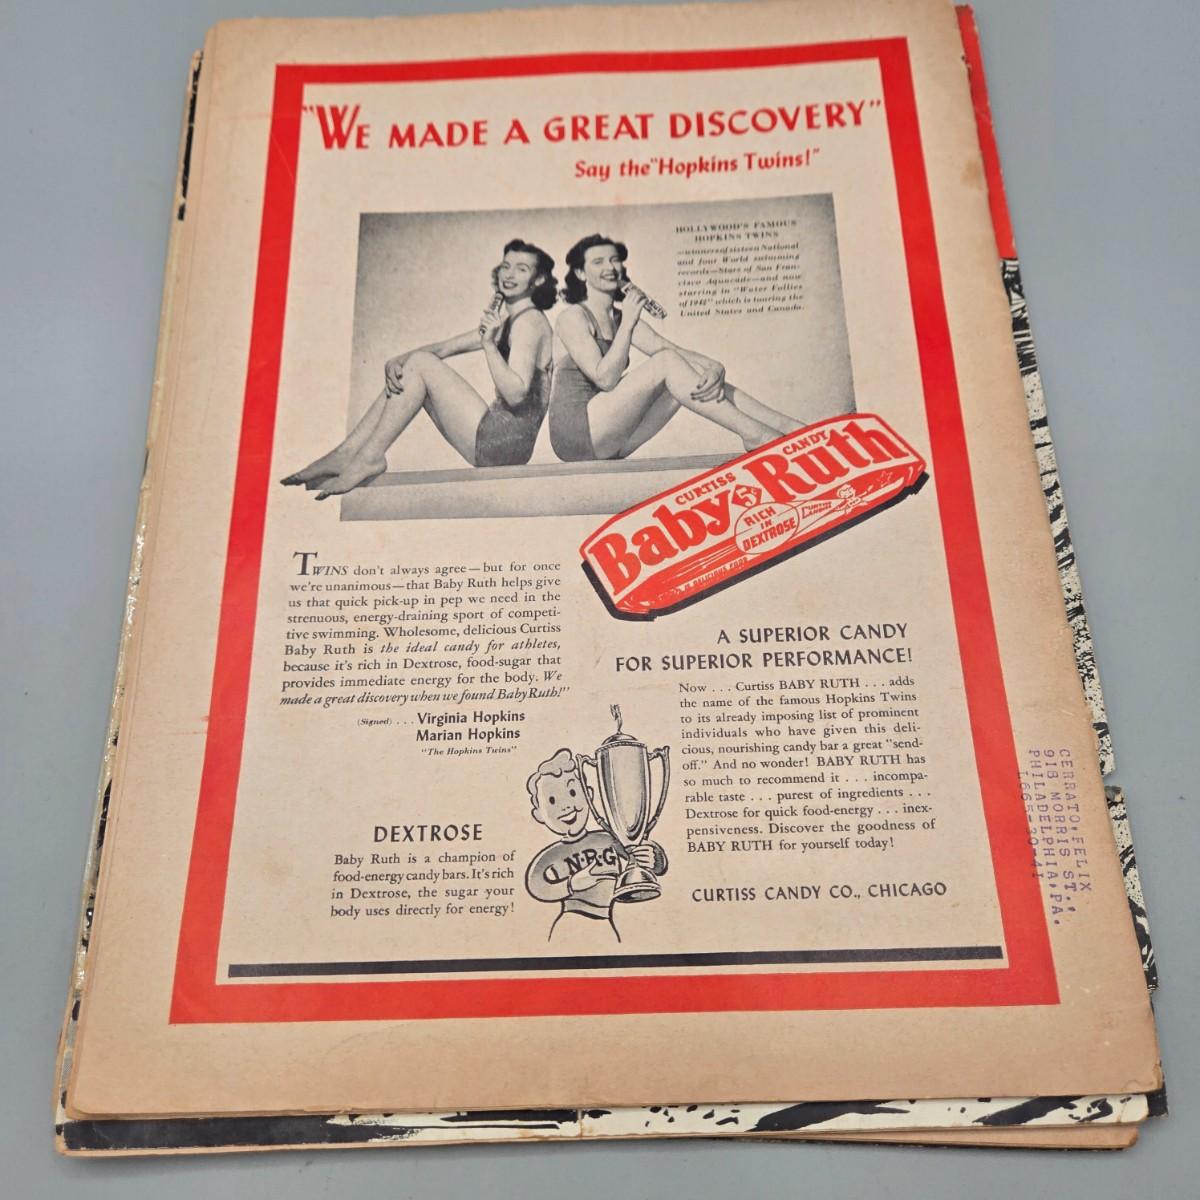 "WE MADE A GREAT DISCOVERY"
Say the "Hopkins Twins!"
HOLLYWOOD'S FAMOUS
HOPKINS TWINS
—winners of sixteen National
and four World swimming
records—Stars of San Fran-
cisco Aquacade—and now
starring in "Water Follies
of 1942" which is touring the
United States and Canada.
CURTISS CANDY
Baby Ruth
5¢
RICH
IN
DEXTROSE
CURTISS
CANDIES
DELICIOUS FOOD
TWINS don't always agree—but for once
we're unanimous—that Baby Ruth helps give
us that quick pick-up in pep we need in the
strenuous, energy-draining sport of competi-
tive swimming. Wholesome, delicious Curtiss
Baby Ruth is the ideal candy for athletes,
because it's rich in Dextrose, food-sugar that
provides immediate energy for the body. We
made a great discovery when we found Baby Ruth!"
(Signed) . . . Virginia Hopkins
Marian Hopkins
"The Hopkins Twins"
A SUPERIOR CANDY
FOR SUPERIOR PERFORMANCE!
Now . . . Curtiss BABY RUTH . . . adds
the name of the famous Hopkins Twins
to its already imposing list of prominent
individuals who have given this deli-
cious, nourishing candy bar a great "send-
off." And no wonder! BABY RUTH has
so much to recommend it . . . incompa-
rable taste . . . purest of ingredients . . .
Dextrose for quick food-energy . . . inex-
pensiveness. Discover the goodness of
BABY RUTH for yourself today!
CURTISS CANDY CO., CHICAGO
DEXTROSE
Baby Ruth is a champion of
food-energy candy bars. It's rich
in Dextrose, the sugar your
body uses directly for energy!
N-R-G
CERRATO, FELIX
918 MORRIS ST.,
PHILADELPHIA, PA.
L665-30-41